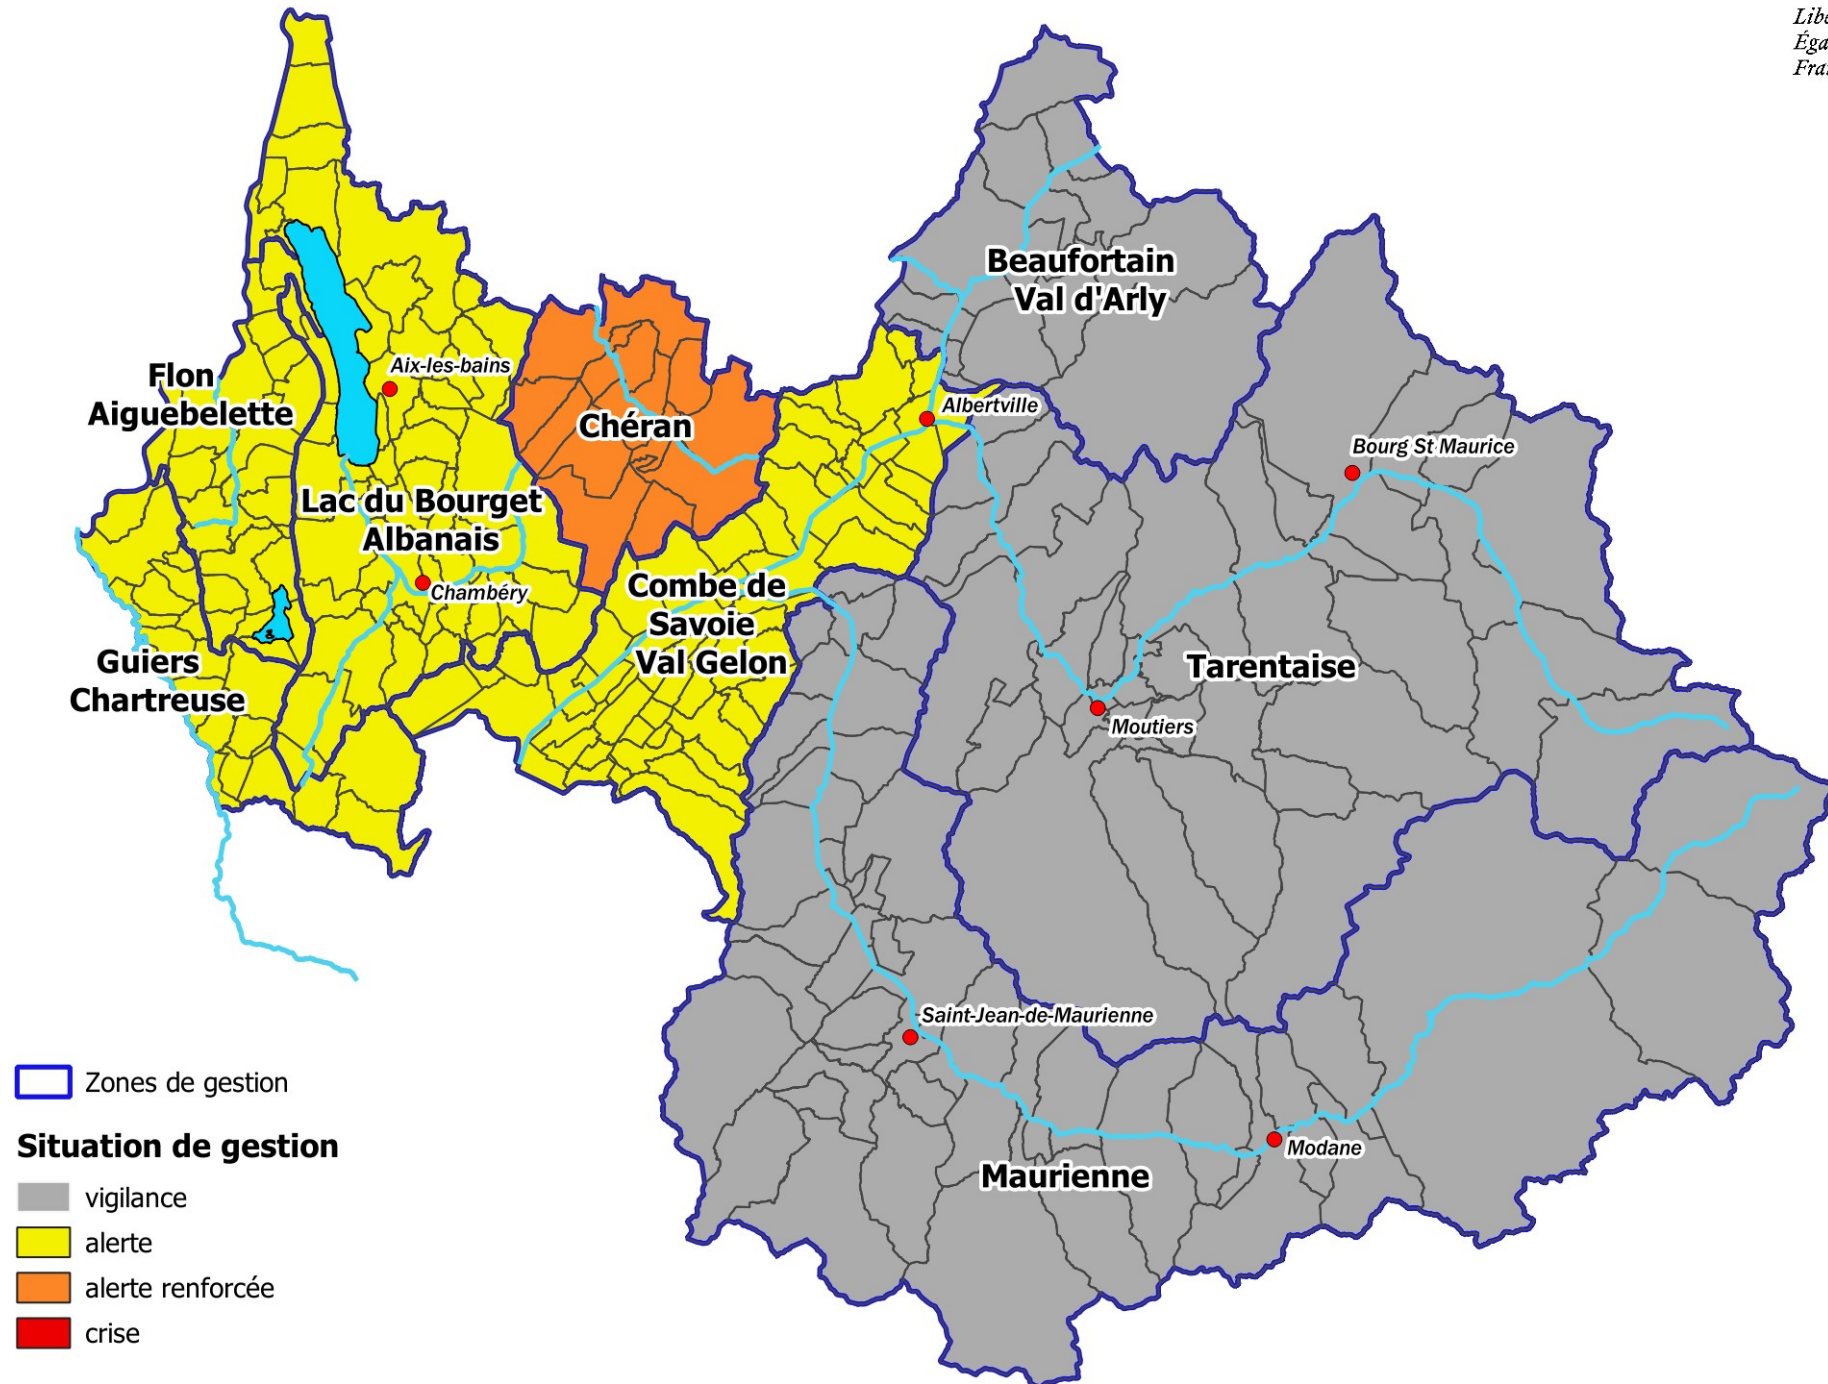 Beaufortain
Val d'Arly
Flon
Aiguebelette
Aix-les-bains
Chéran
Albertville
Bourg St Maurice
Lac du Bourget
Albanais
Chambéry
Combe de
Savoie
Val Gelon
Guiers
Chartreuse
Tarentaise
Moutiers
Saint-Jean-de-Maurienne
Modane
Maurienne
Zones de gestion
Situation de gestion
vigilance
alerte
alerte renforcée
crise